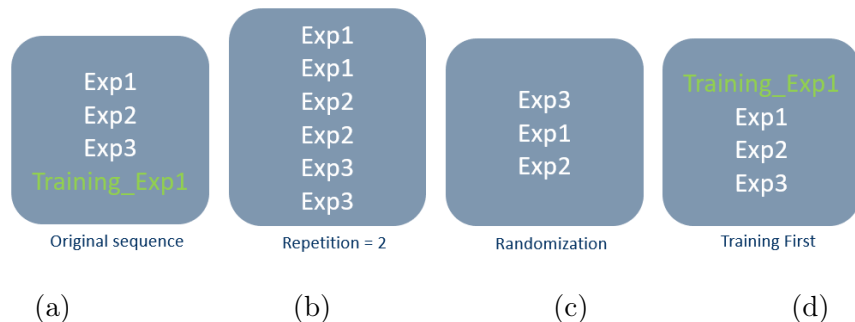 Exp1
Exp2
Exp3
Training_Exp1
Original sequence
(a)
Exp1
Exp1
Exp2
Exp2
Exp3
Exp3
Repetition = 2
(b)
Exp3
Exp1
Exp2
Randomization
(c)
Training_Exp1
Exp1
Exp2
Exp3
Training First
(d)